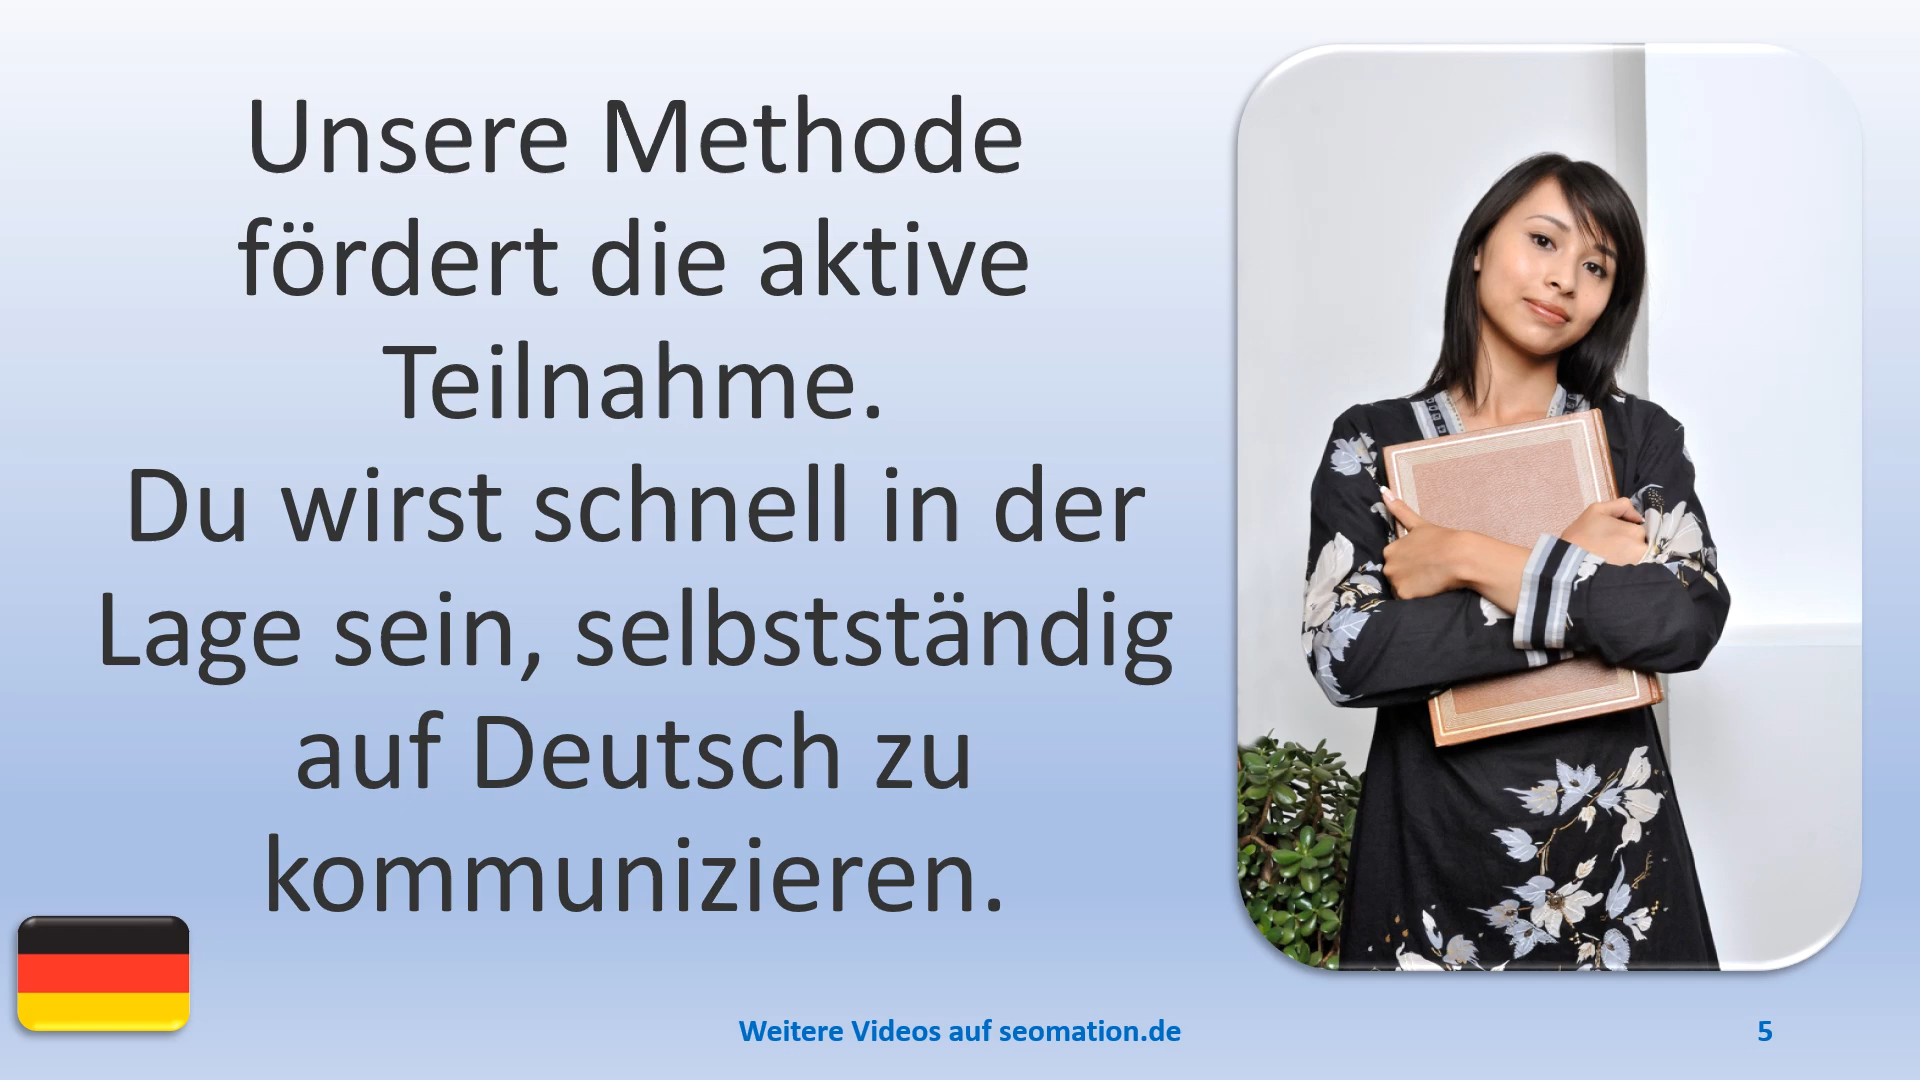 Unsere Methode
fördert die aktive
Teilnahme.
Du wirst schnell in der
Lage sein, selbstständig
auf Deutsch zu
kommunizieren.
Weitere Videos auf seomation.de
5